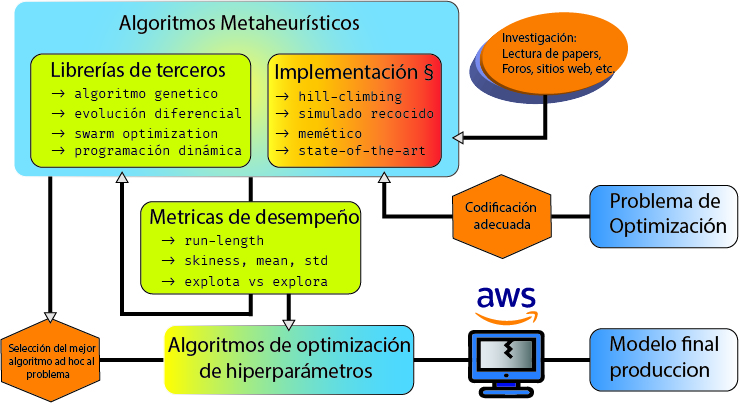 Algoritmos Metaheurísticos
Librerías de terceros
→ algoritmo genetico
→ evolución diferencial
→ swarm optimization
→ programación dinámica
Implementación §
→ hill-climbing
→ simulado recocido
→ memético
→ state-of-the-art
Investigación:
Lectura de papers,
Foros, sitios web, etc.
Metricas de desempeño
→ run-length
→ skiness, mean, std
→ explota vs explora
Codificación
adecuada
Problema de
Optimización
aws
Selección del mejor
algoritmo ad hoc al
problema
Algoritmos de optimización
de hiperparámetros
Modelo final
produccion